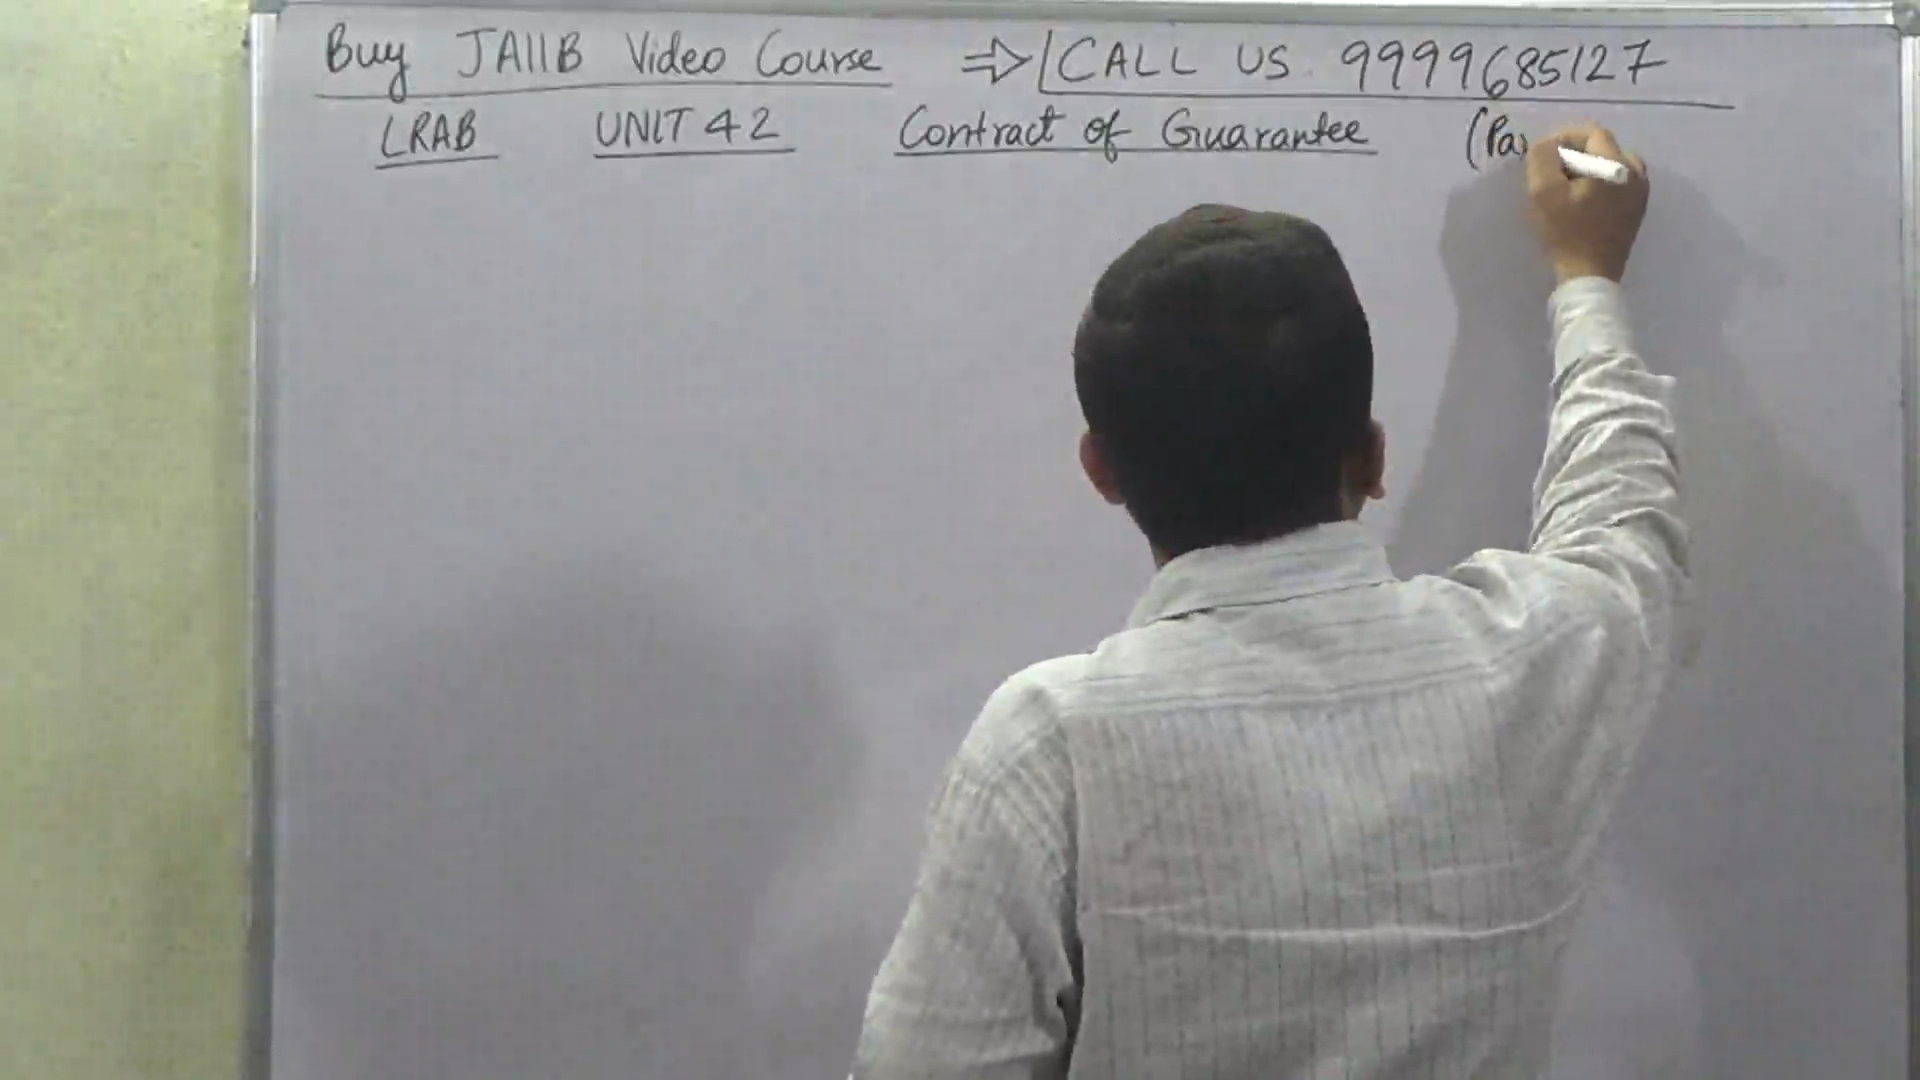 Buy JAIIB Video Course ⇒ CALL US 9999685127
LRAB UNIT 42 Contract of Guarantee (Pa